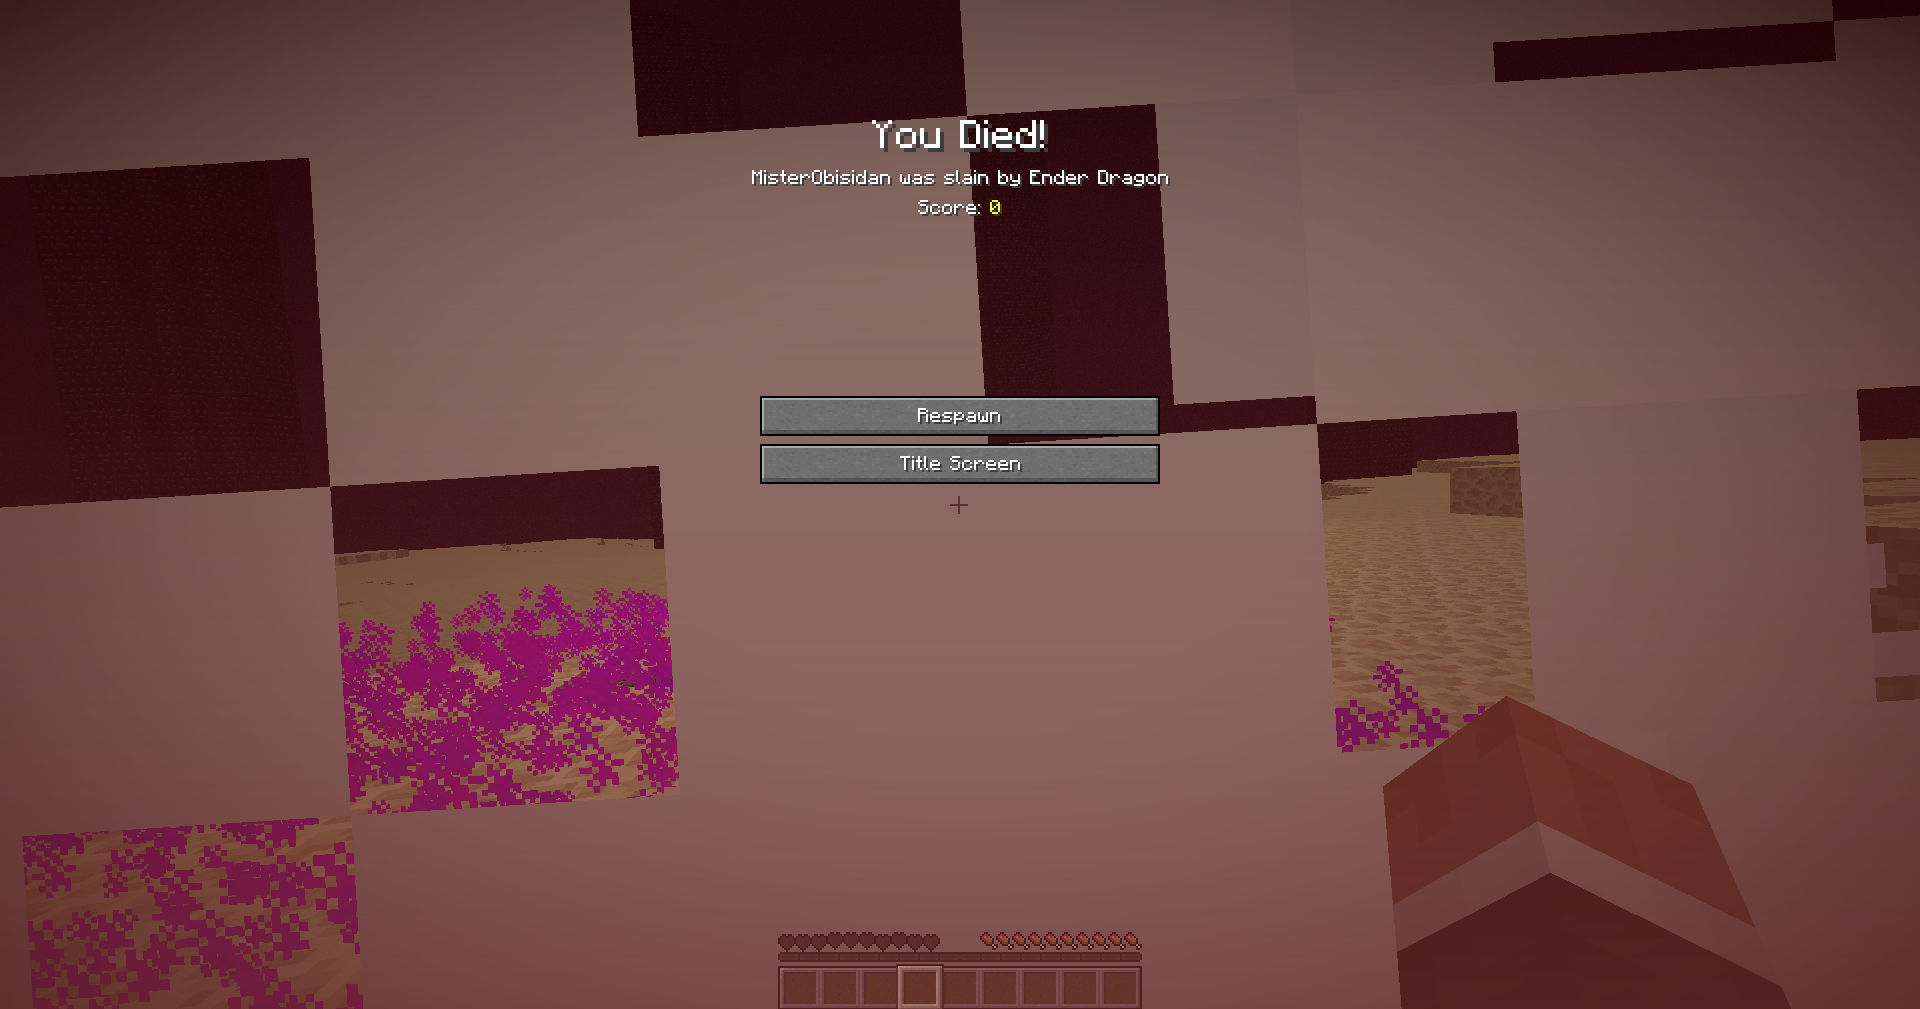 You Died!
MisterObisidan was slain by Ender Dragon
Score: 0
Respawn
Title Screen